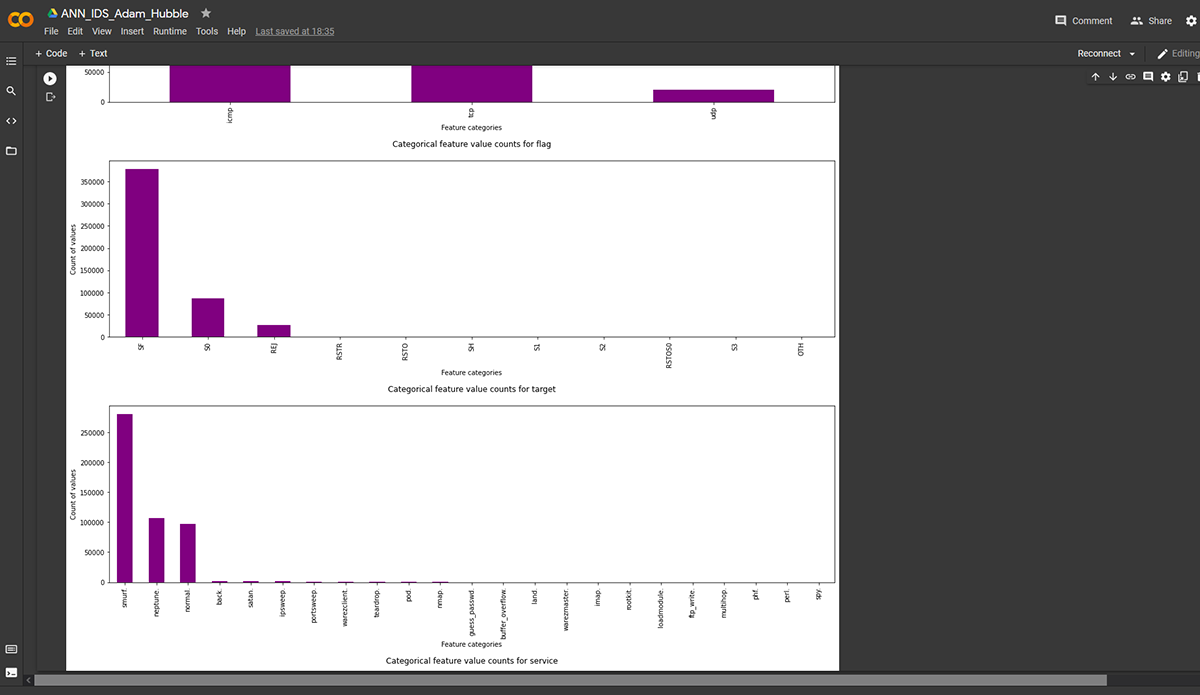 ANN_IDS_Adam_Hubble
File Edit View Insert Runtime Tools Help Last saved at 18:35
Comment Share
+ Code + Text
Reconnect Editing
50000
0
icmp tcp udp
Feature categories
Categorical feature value counts for flag
Count of values
350000
300000
250000
200000
150000
100000
50000
0
SF S0 REJ RSTR RSTO SH S1 S2 RSTOS0 S3 OTH
Feature categories
Categorical feature value counts for target
Count of values
250000
200000
150000
100000
50000
0
smurf. neptune. normal. back. satan. ipsweep. portsweep. warezclient. teardrop. pod. nmap. guess_passwd. buffer_overflow. land. warezmaster. imap. rootkit. loadmodule. ftp_write. multihop. phf. perl. spy.
Feature categories
Categorical feature value counts for service